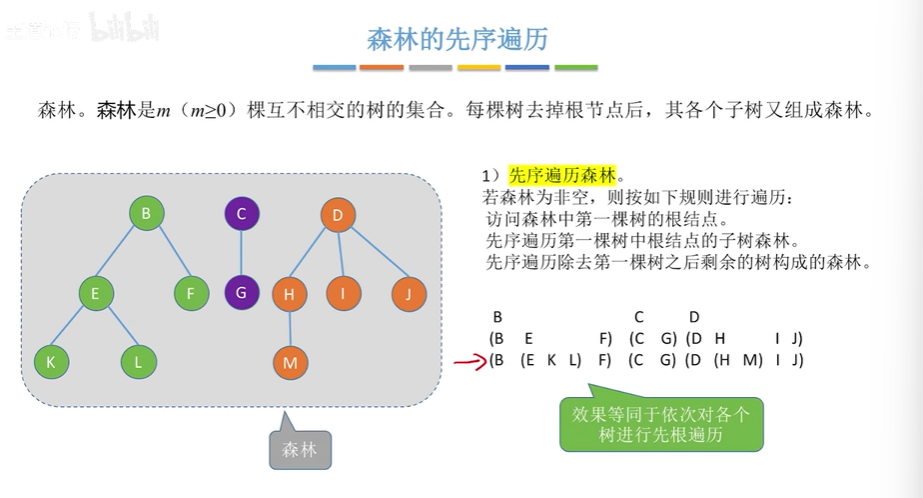 bilibili
森林的先序遍历
森林。森林是m（m≥0）棵互不相交的树的集合。每棵树去掉根节点后，其各个子树又组成森林。
B
C
D
E
F
G
H
I
J
K
L
M
森林
1）先序遍历森林。
若森林为非空，则按如下规则进行遍历：
访问森林中第一棵树的根结点。
先序遍历第一棵树中根结点的子树森林。
先序遍历除去第一棵树之后剩余的树构成的森林。
B C D
(B E F) (C G) (D H I J)
(B (E K L) F) (C G) (D (H M) I J)
效果等同于依次对各个
树进行先根遍历